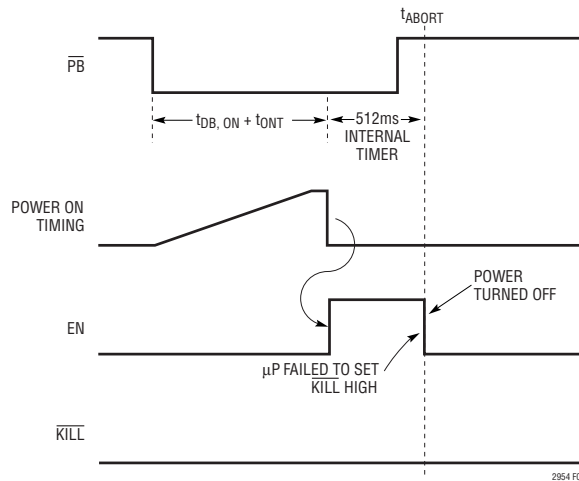 tABORT
PB
tDB, ON + tONT
512ms
INTERNAL
TIMER
POWER ON
TIMING
POWER
TURNED OFF
EN
µP FAILED TO SET
KILL HIGH
KILL